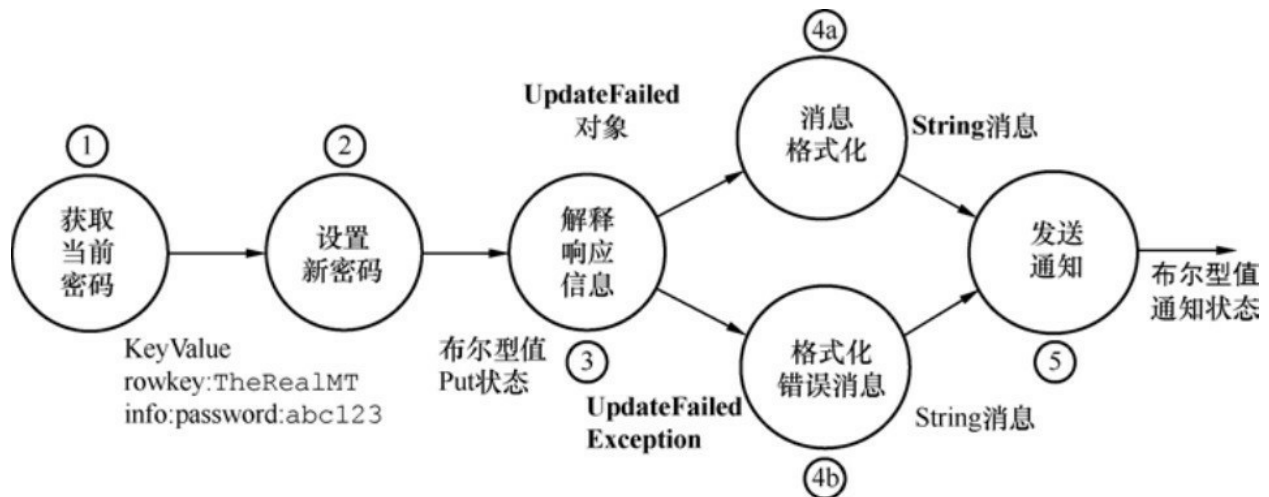 ①
获取
当前
密码
KeyValue
rowkey:TheRealMT
info:password:abc123
②
设置
新密码
布尔型值
Put状态
③
解释
响应
信息
UpdateFailed
对象
④a
消息
格式化
String消息
UpdateFailed
Exception
④b
格式化
错误消息
String消息
⑤
发送
通知
布尔型值
通知状态